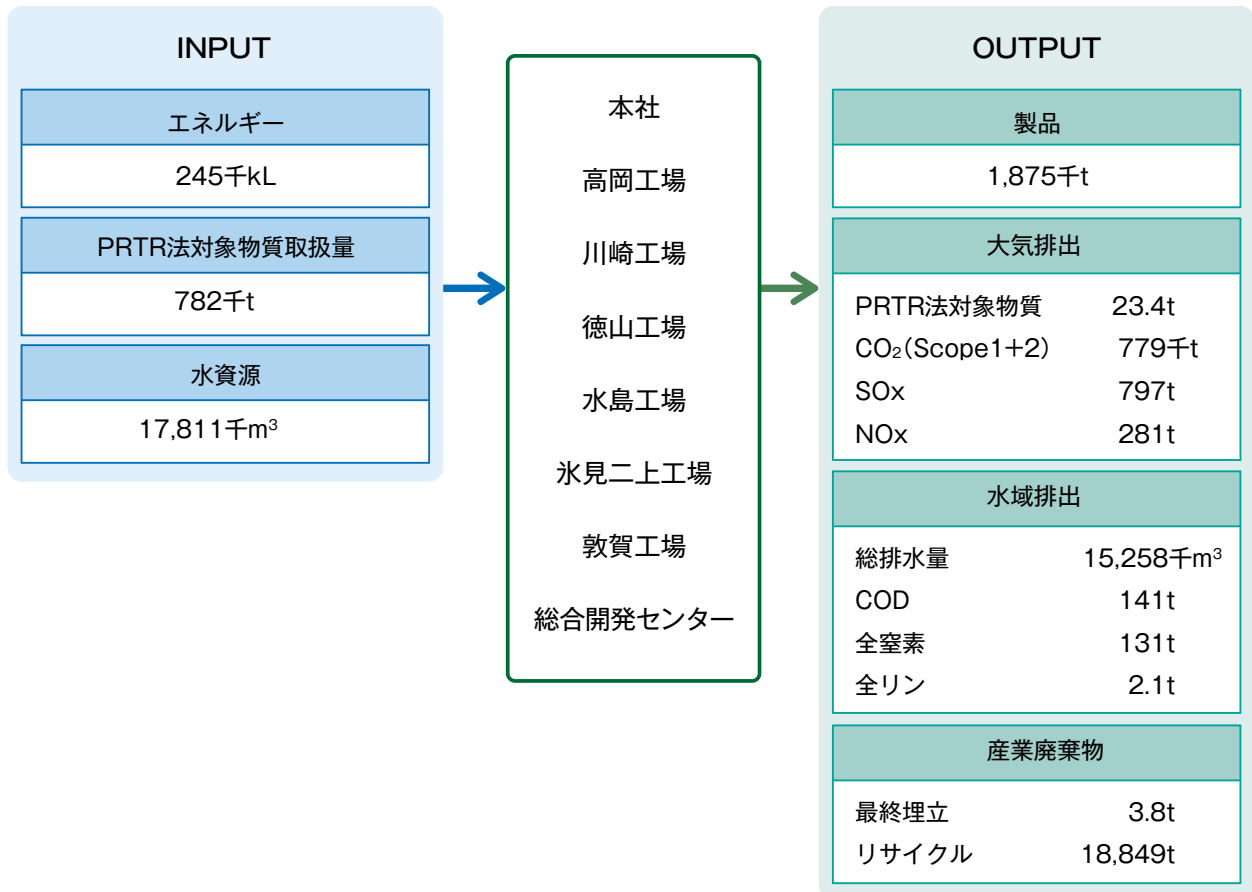 INPUT
エネルギー
245千kL
PRTR法対象物質取扱量
782千t
水資源
17,811千m³
本社
高岡工場
川崎工場
徳山工場
水島工場
氷見二上工場
敦賀工場
総合開発センター
OUTPUT
製品
1,875千t
大気排出
PRTR法対象物質 23.4t
CO₂(Scope1+2) 779千t
SOx 797t
NOx 281t
水域排出
総排水量 15,258千m³
COD 141t
全窒素 131t
全リン 2.1t
産業廃棄物
最終埋立 3.8t
リサイクル 18,849t